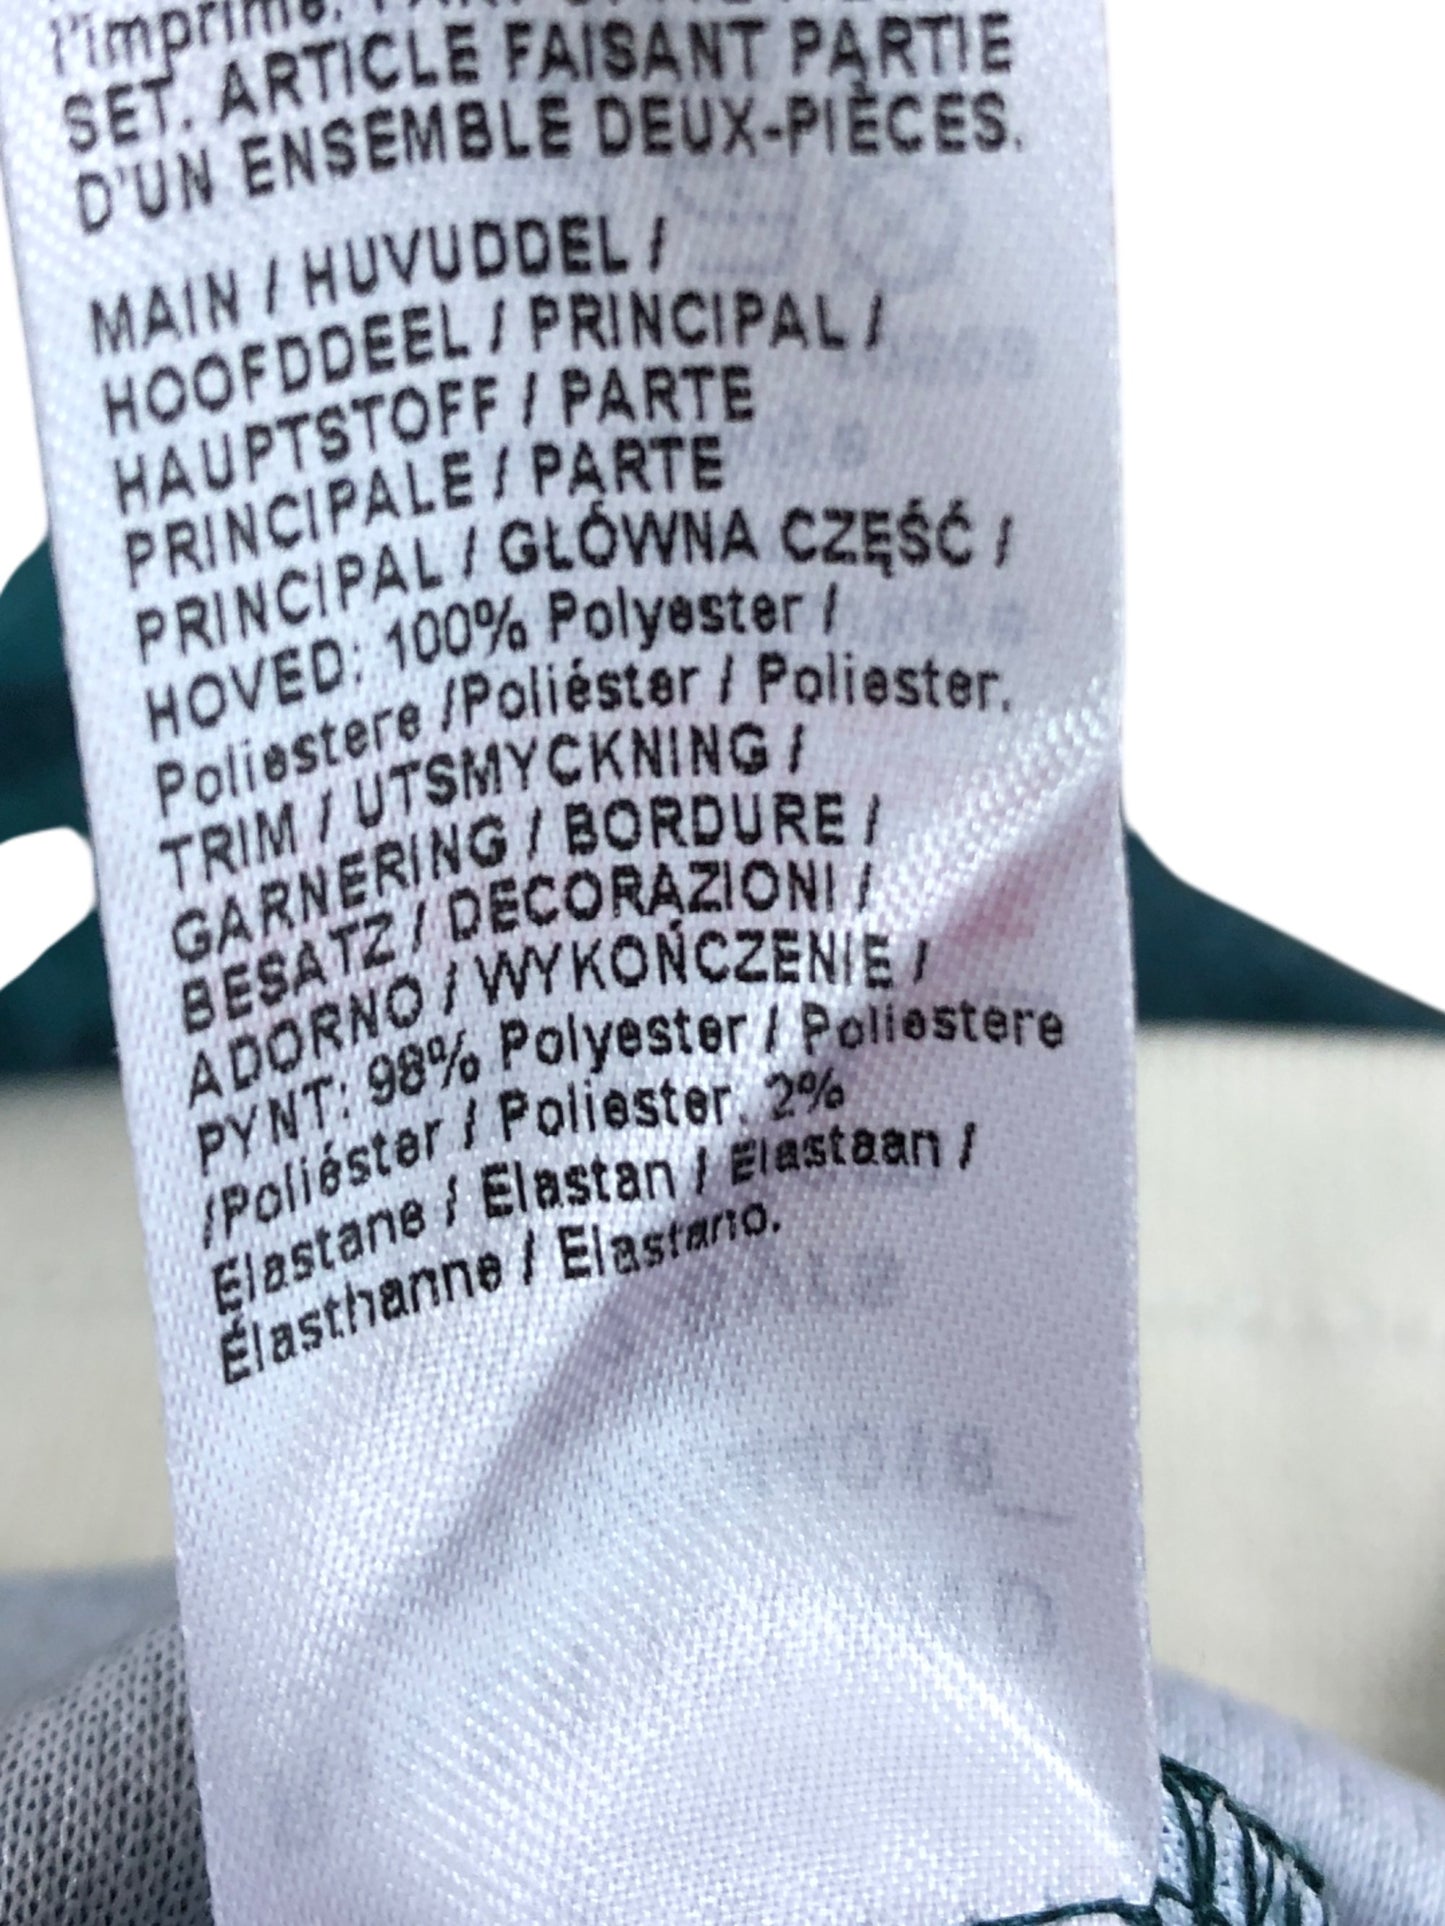 l'imprimé.
SET. ARTICLE FAISANT PARTIE
D'UN ENSEMBLE DEUX-PIÈCES.
MAIN / HUVUDDEL /
HOOFDDEEL / PRINCIPAL /
HAUPTSTOFF / PARTE
PRINCIPALE / PARTE
PRINCIPAL / GŁÓWNA CZĘŚĆ /
HOVED: 100% Polyester /
Poliestere /Poliéster / Poliester.
TRIM / UTSMYCKNING /
GARNERING / BORDURE /
BESATZ / DECORAZIONI /
ADORNO / WYKOŃCZENIE /
PYNT: 98% Polyester / Poliestere
/Poliéster / Poliester. 2%
Elastane / Elastan / Elastaan /
Élasthanne / Elastano.